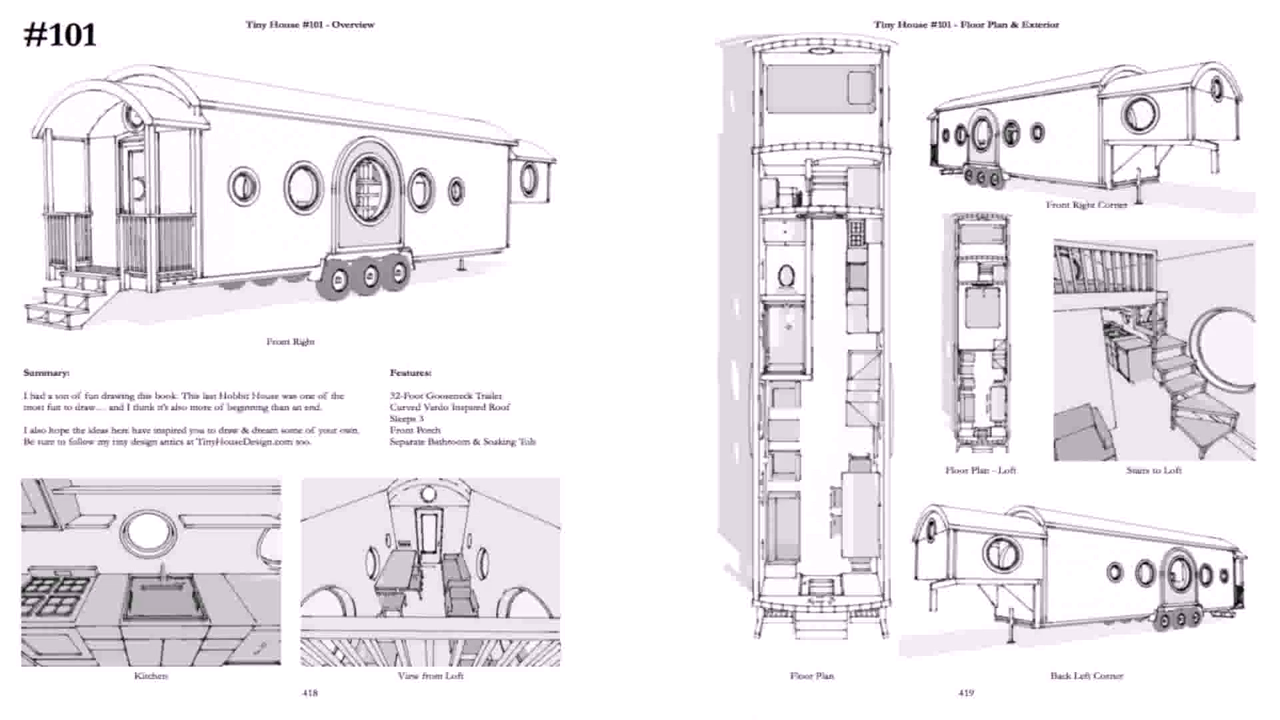 #101
Tiny House #101 - Overview
Front Right
Summary:
I had a ton of fun drawing this book. This last Hobbit House was one of the
most fun to draw... and I think it's also more of beginning than an end.
I also hope the ideas here have inspired you to draw & dream some of your own.
Be sure to follow my tiny design antics at TinyHouseDesign.com too.
Features:
32-Foot Gooseneck Trailer
Curved Vardo Inspired Roof
Sleeps 3
Front Porch
Separate Bathroom & Soaking Tub
Kitchen
View from Loft
418
Tiny House #101 - Floor Plan & Exterior
Front Right Corner
Floor Plan - Loft
Stairs to Loft
Floor Plan
Back Left Corner
419